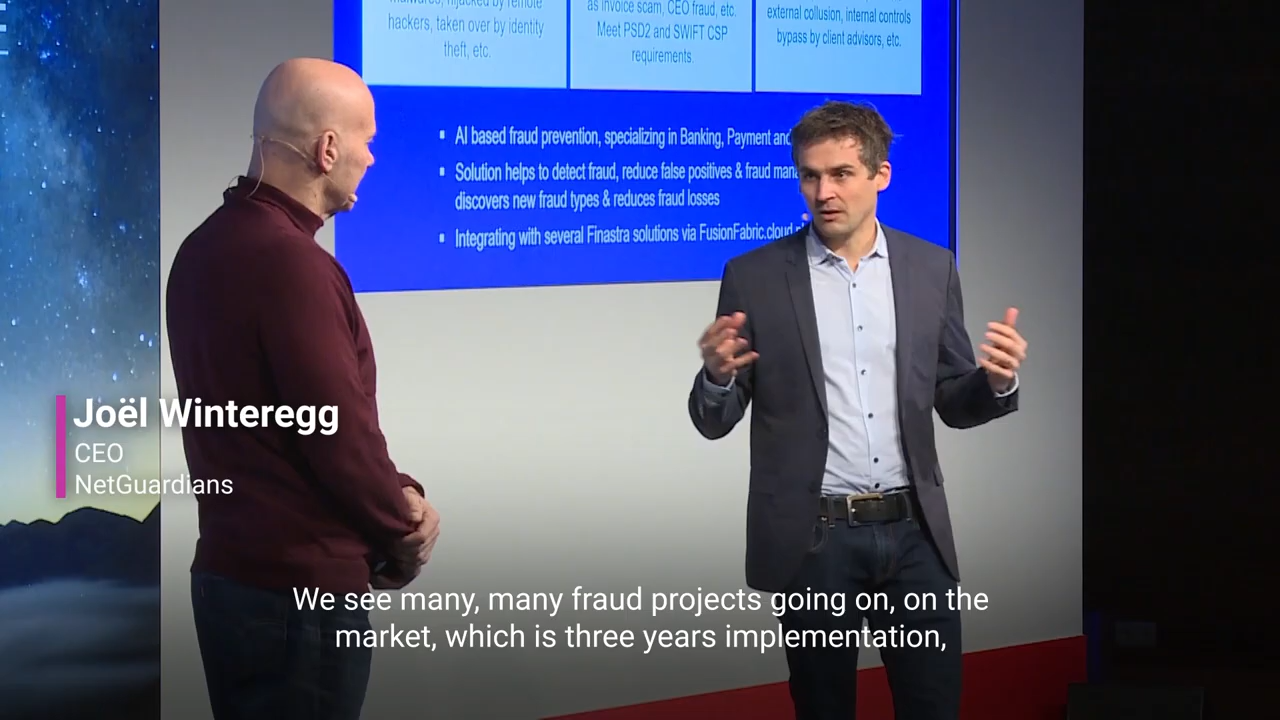 malwares, hijacked by remote
hackers, taken over by identity
theft, etc.
as invoice scam, CEO fraud, etc.
Meet PSD2 and SWIFT CSP
requirements.
external collusion, internal controls
bypass by client advisors, etc.
AI based fraud prevention, specializing in Banking, Payment and
Solution helps to detect fraud, reduce false positives & fraud
discovers new fraud types & reduces fraud losses
Integrating with several Finastra solutions via FusionFabric.cloud
Joël Winteregg
CEO
NetGuardians
We see many, many fraud projects going on, on the
market, which is three years implementation,